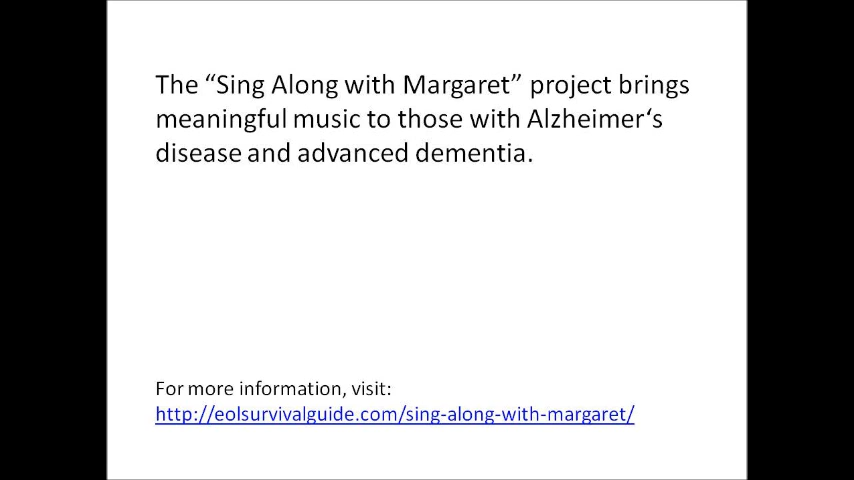 The “Sing Along with Margaret” project brings
meaningful music to those with Alzheimer‘s
disease and advanced dementia.
For more information, visit:
http://eolsurvivalguide.com/sing-along-with-margaret/